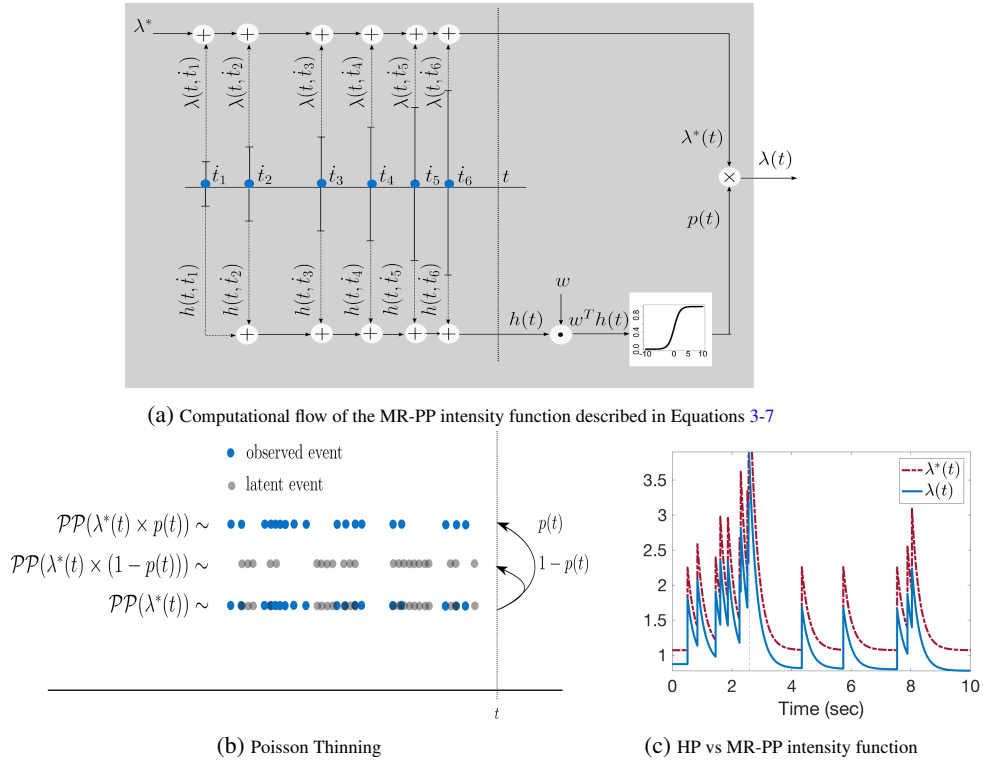 λ*
λ(t, ṫ₁) λ(t, ṫ₂) λ(t, ṫ₃) λ(t, ṫ₄) λ(t, ṫ₅) λ(t, ṫ₆)
λ*(t)
λ(t)
ṫ₁ ṫ₂ ṫ₃ ṫ₄ ṫ₅ ṫ₆ t
p(t)
h(t, ṫ₁) h(t, ṫ₂) h(t, ṫ₃) h(t, ṫ₄) h(t, ṫ₅) h(t, ṫ₆)
w
h(t) wᵀh(t)
0.8
0.4
0.0
-10 0 5 10
(a) Computational flow of the MR-PP intensity function described in Equations 3-7
observed event
latent event
𝒫𝒫(λ*(t) × p(t)) ∼
p(t)
𝒫𝒫(λ*(t) × (1 − p(t))) ∼
1 − p(t)
𝒫𝒫(λ*(t)) ∼
t
(b) Poisson Thinning
λ*(t)
λ(t)
3.5
3
2.5
2
1.5
1
0 2 4 6 8 10
Time (sec)
(c) HP vs MR-PP intensity function